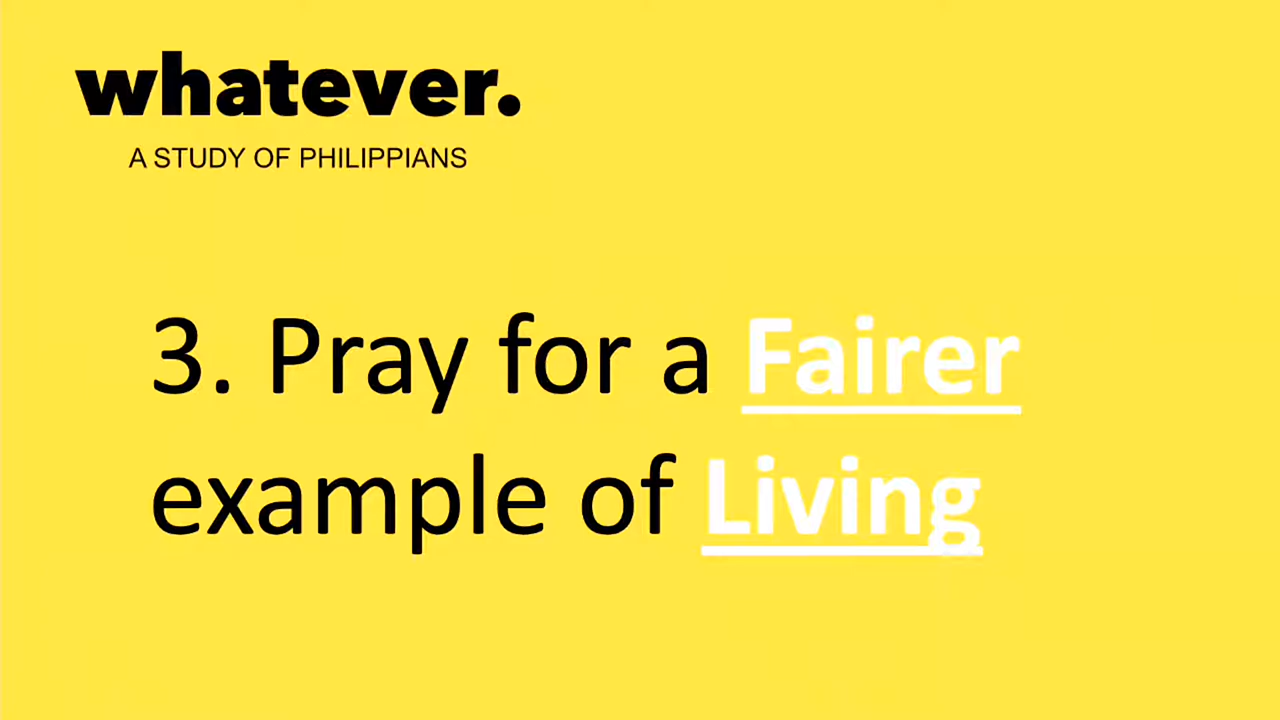 whatever.
A STUDY OF PHILIPPIANS
3. Pray for a Fairer
example of Living